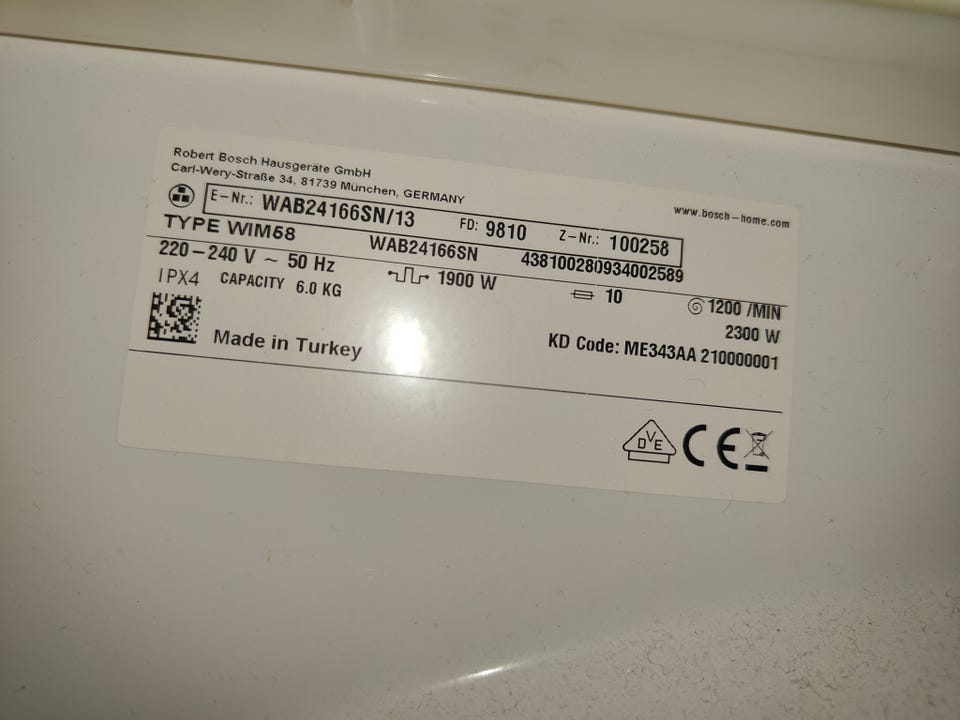 Robert Bosch Hausgeräte GmbH
Carl-Wery-Straße 34, 81739 München, GERMANY
www.bosch-home.com
E-Nr.: WAB24166SN/13 FD: 9810 Z-Nr.: 100258
TYPE WIM58 WAB24166SN 438100280934002589
220-240 V ~ 50 Hz 1900 W 10 1200 /MIN
IPX4 CAPACITY 6.0 KG 2300 W
KD Code: ME343AA 210000001
Made in Turkey
DVE CE